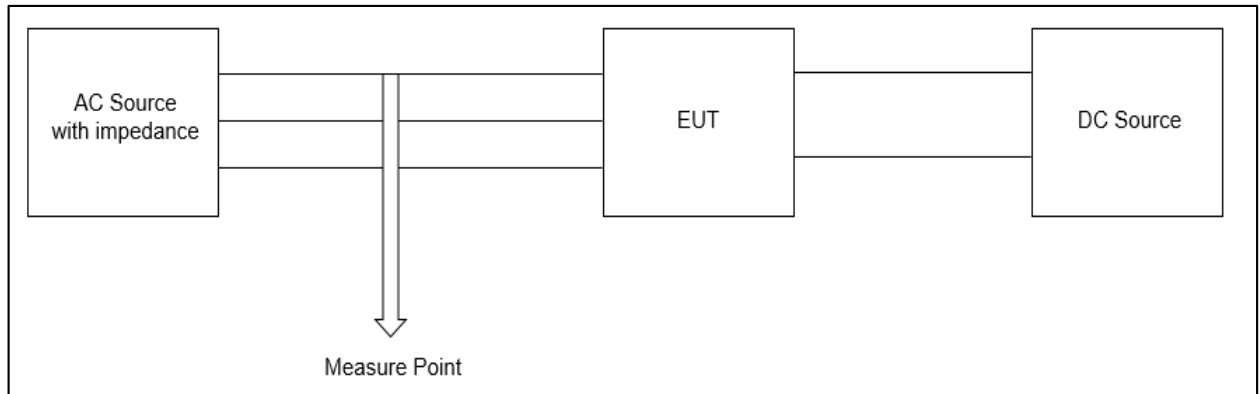 AC Source
with impedance
EUT
DC Source
Measure Point